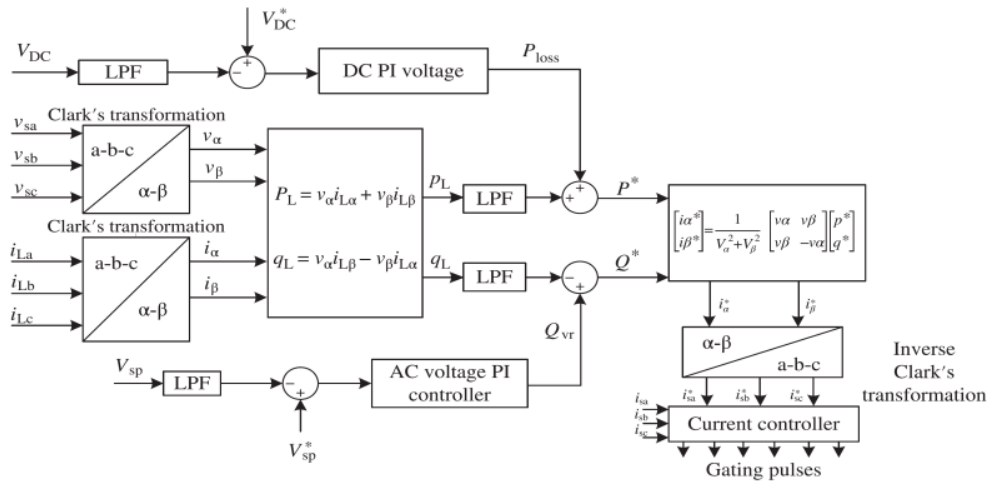 V*DC
VDC
LPF
− +
DC PI voltage
Ploss
Clark's transformation
vsa
vsb
vsc
a-b-c
α-β
vα
vβ
Clark's transformation
iLa
iLb
iLc
a-b-c
α-β
iα
iβ
PL = vαiLα + vβiLβ
qL = vαiLβ − vβiLα
pL
LPF
+ +
P*
qL
LPF
− +
Q*
Qvr
[iα* iβ*] = 1/(Vα²+Vβ²) [vα vβ vβ −vα] [p* q*]
Vsp
LPF
− +
V*sp
AC voltage PI
controller
i*α i*β
α-β
a-b-c
Inverse
Clark's
transformation
i*sa i*sb i*sc
isa
isb
isc
Current controller
Gating pulses